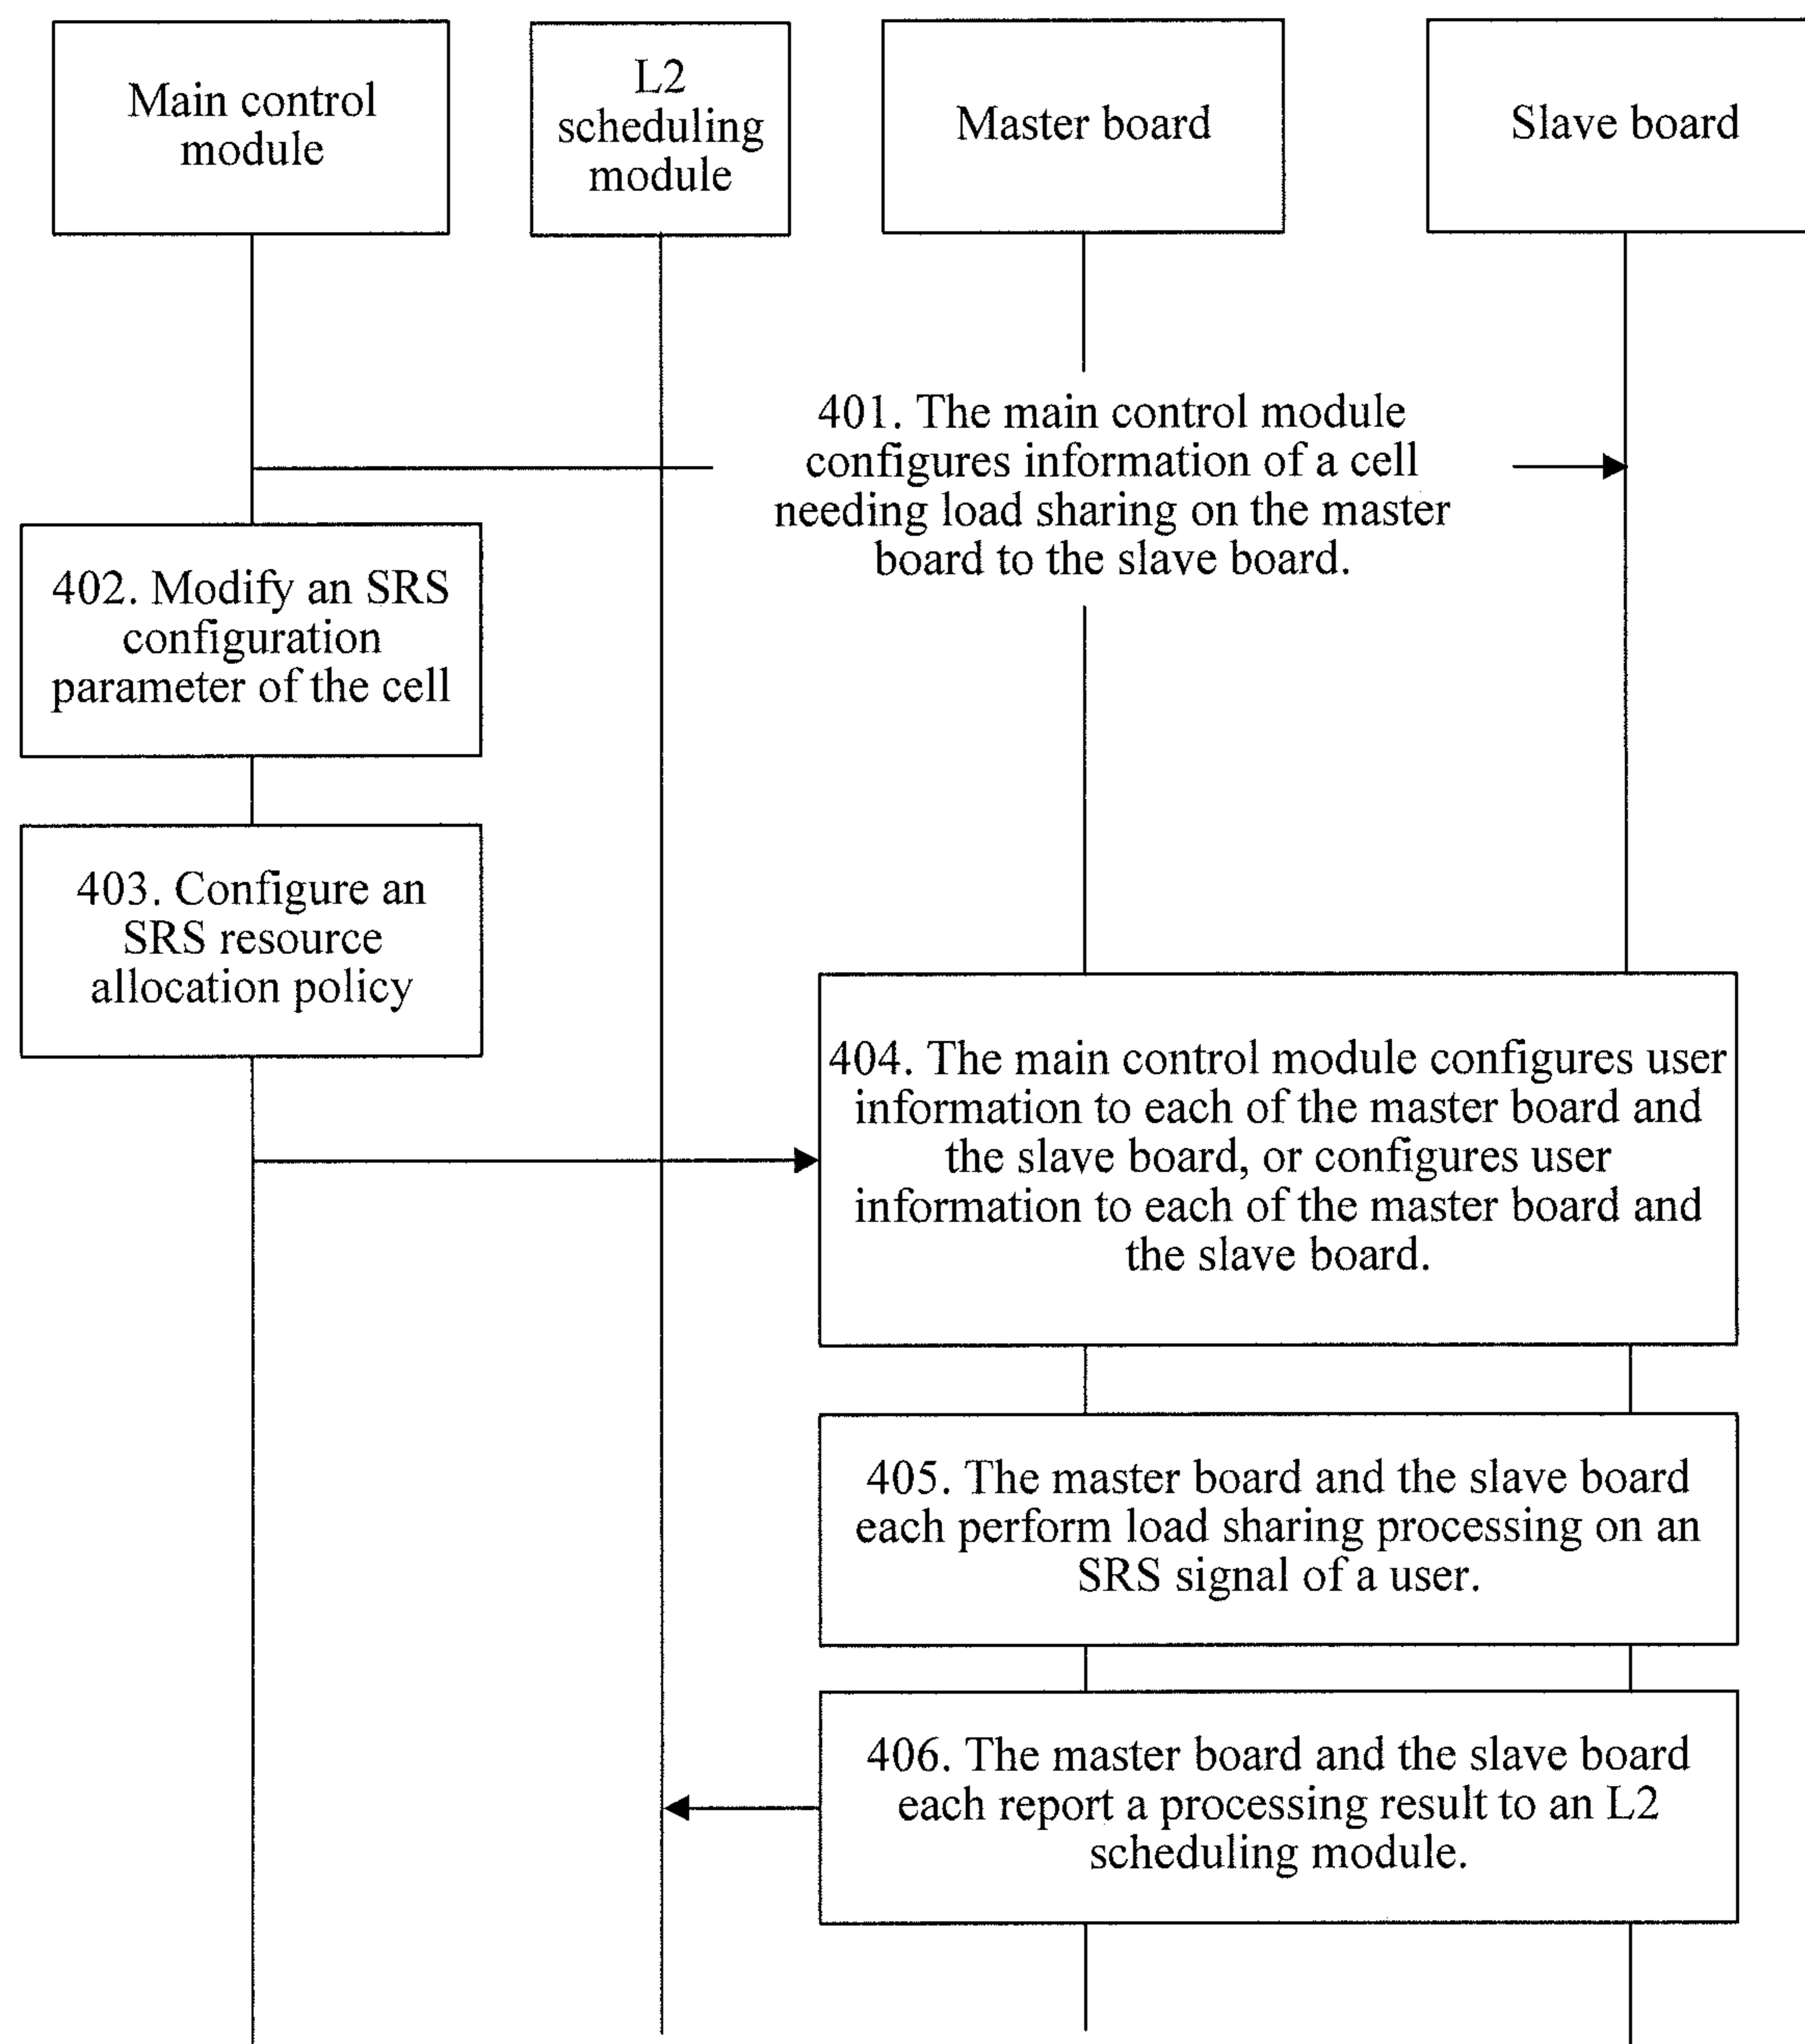 Main control
module
L2
scheduling
module
Master board
Slave board
401. The main control module
configures information of a cell
needing load sharing on the master
board to the slave board.
402. Modify an SRS
configuration
parameter of the cell
403. Configure an
SRS resource
allocation policy
404. The main control module configures user
information to each of the master board and
the slave board, or configures user
information to each of the master board and
the slave board.
405. The master board and the slave board
each perform load sharing processing on an
SRS signal of a user.
406. The master board and the slave board
each report a processing result to an L2
scheduling module.